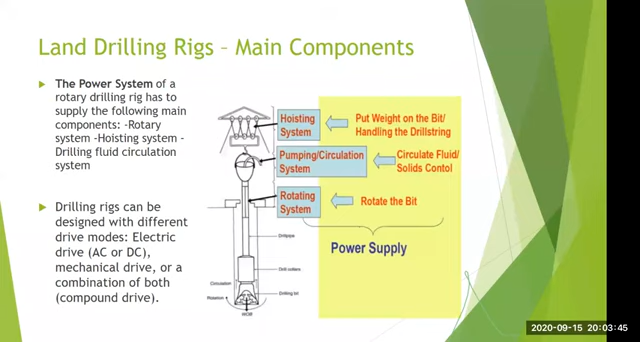 Land Drilling Rigs – Main Components
The Power System of a
rotary drilling rig has to
supply the following main
components: -Rotary
system -Hoisting system -
Drilling fluid circulation
system
Drilling rigs can be
designed with different
drive modes: Electric
drive (AC or DC),
mechanical drive, or a
combination of both
(compound drive).
Hoisting
System
Put Weight on the Bit/
Handling the Drillstring
Pumping/Circulation
System
Circulate Fluid/
Solids Contol
Rotating
System
Rotate the Bit
Power Supply
Drillpipe
Drill collars
Circulation
Drilling bit
Rotation
WOB
2020-09-15 20:03:45